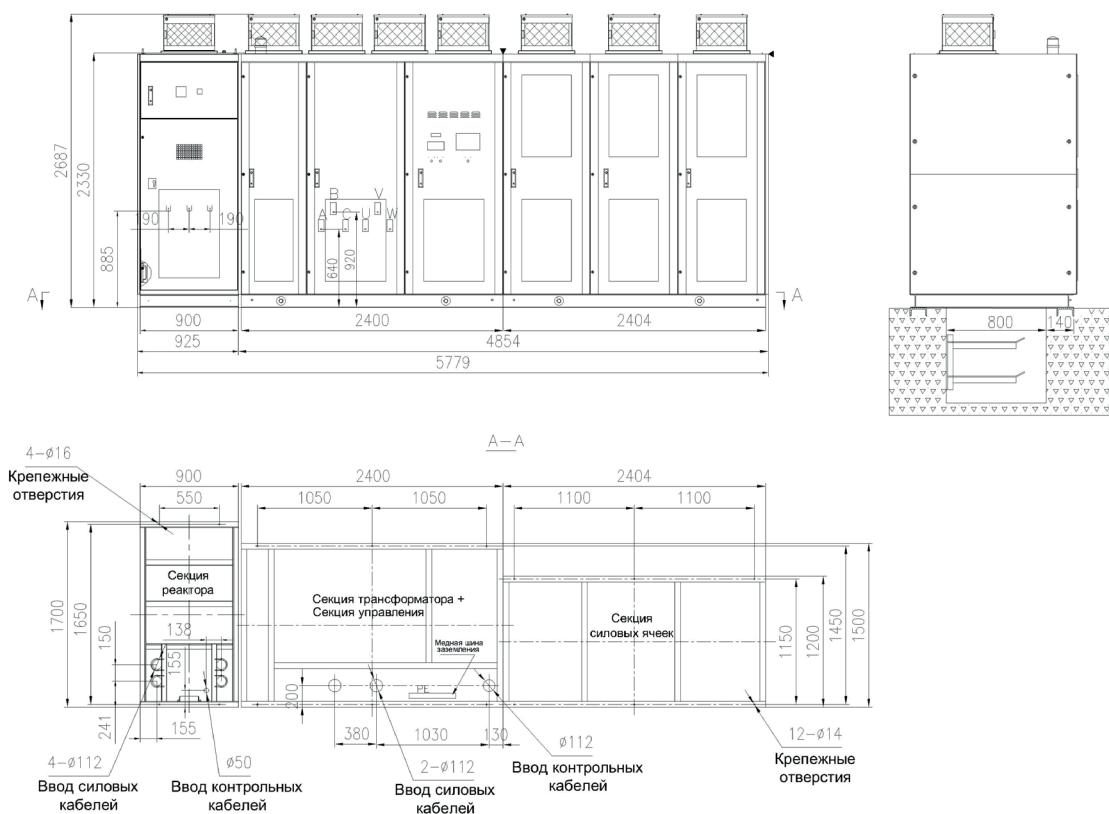 2687
2330
885
190
190
B
V
A
C
U
W
640
920
A
A
900
2400
2404
925
4854
5779
800
140
A-A
4-ø16
Крепежные
отверстия
900
550
2400
1050
1050
2404
1100
1100
1700
1650
150
241
Секция
реактора
138
155
155
Секция трансформатора +
Секция управления
Медная шина
заземления
PE
200
Секция
силовых ячеек
1150
1200
1450
1500
380
1030
130
4-ø112
Ввод силовых
кабелей
ø50
Ввод контрольных
кабелей
2-ø112
Ввод силовых
кабелей
ø112
Ввод контрольных
кабелей
12-ø14
Крепежные
отверстия